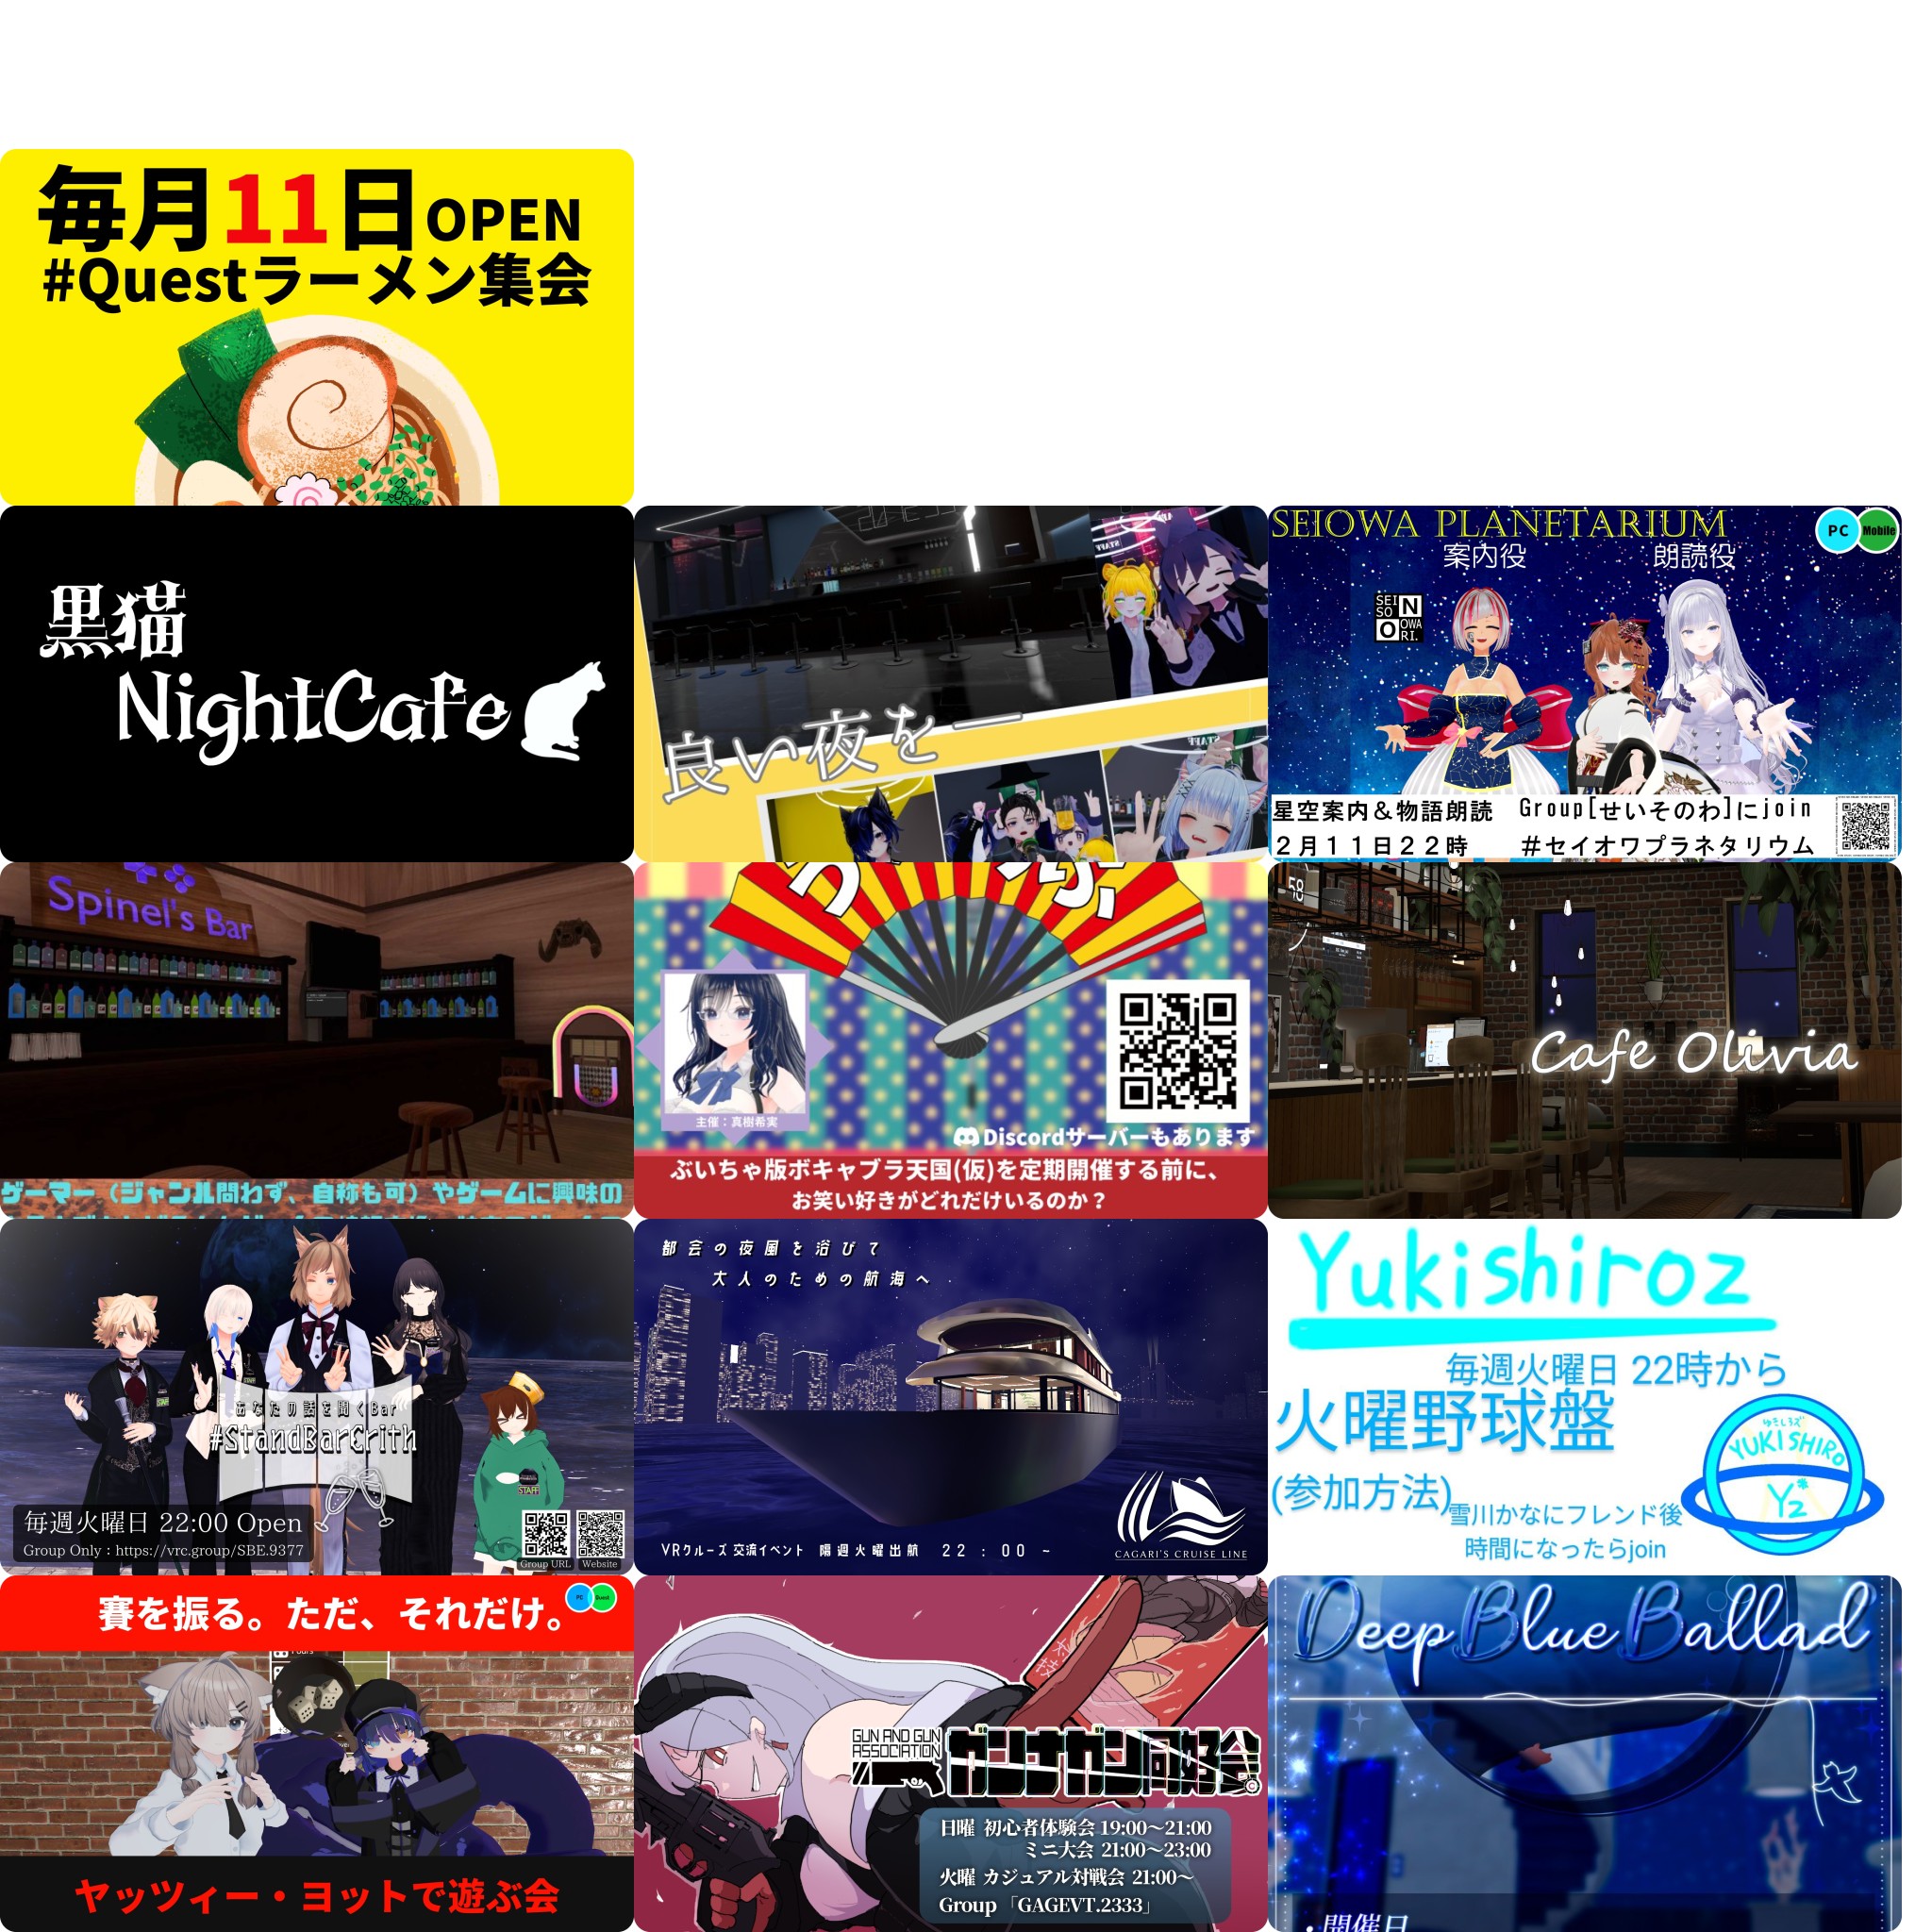 毎月11日OPEN
#Questラーメン集会
黒猫
NightCafe
STAFF
良い夜を—
STAFF
SEIOWA PLANETARIUM
PC
Mobile
案内役
朗読役
SEI
SO
N
O
OWA
RI.
星空案内&物語朗読
Group[せいそのわ]にjoin
2月11日22時
#セイオワプラネタリウム
Spinel's Bar
ゲーマー（ジャンル問わず、自称も可）やゲームに興味の
主催：真樹希実
Discordサーバーもあります
ぶいちゃ版ボキャブラ天国(仮)を定期開催する前に、
お笑い好きがどれだけいるのか？
58
Cafe Olivia
あなたの話を聞くBar
#StandBarCrith
STAFF
毎週火曜日 22:00 Open
Group Only：https://vrc.group/SBE.9377
Group URL
Website
都会の夜風を浴びて
大人のための航海へ
VRクルーズ交流イベント 隔週火曜出航 22：00～
CAGARI'S CRUISE LINE
Yukishiroz
毎週火曜日 22時から
火曜野球盤
(参加方法)
雪川かなにフレンド後
時間になったらjoin
ゆきしろズ
YUKISHIRO
賽を振る。ただ、それだけ。
PC
Quest
ヤッツィー・ヨットで遊ぶ会
GUN AND GUN
ASSOCIATION
ガンナガン同好会
日曜 初心者体験会 19:00～21:00
ミニ大会 21:00～23:00
火曜 カジュアル対戦会 21:00～
Group「GAGEVT.2333」
Deep Blue Ballad
・開催日